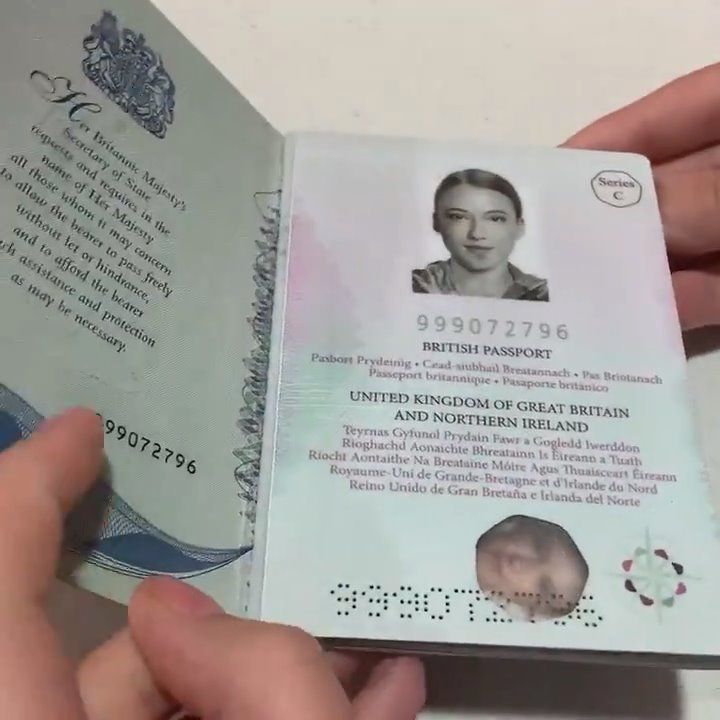 Her Britannic Majesty's
Secretary of State
requests and requires in the
name of Her Majesty
all those whom it may concern
to allow the bearer to pass freely
without let or hindrance,
and to afford the bearer
assistance and protection
as may be necessary.
99072796
Series
C
999072796
BRITISH PASSPORT
Pasbort Prydeinig • Cead-siubhail Breatannach • Pas Briotanach
Passeport britannique • Pasaporte británico
UNITED KINGDOM OF GREAT BRITAIN
AND NORTHERN IRELAND
Teyrnas Gyfunol Prydain Fawr a Gogledd Iwerddon
Rìoghachd Aonaichte Bhreatainn Is Èireann a Tuath
Ríocht Aontaithe Na Breataine Móire Agus Thuaisceart Éireann
Royaume-Uni de Grande-Bretagne et d'Irlande du Nord
Reino Unido de Gran Bretaña e Irlanda del Norte
999072796